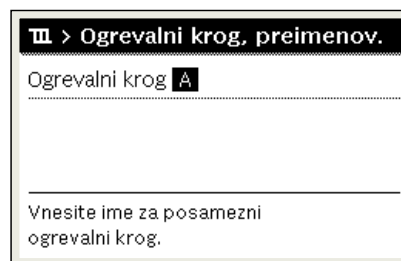 > Ogrevalni krog, preimenov.
Ogrevalni krog A
Vnesite ime za posamezni
ogrevalni krog.